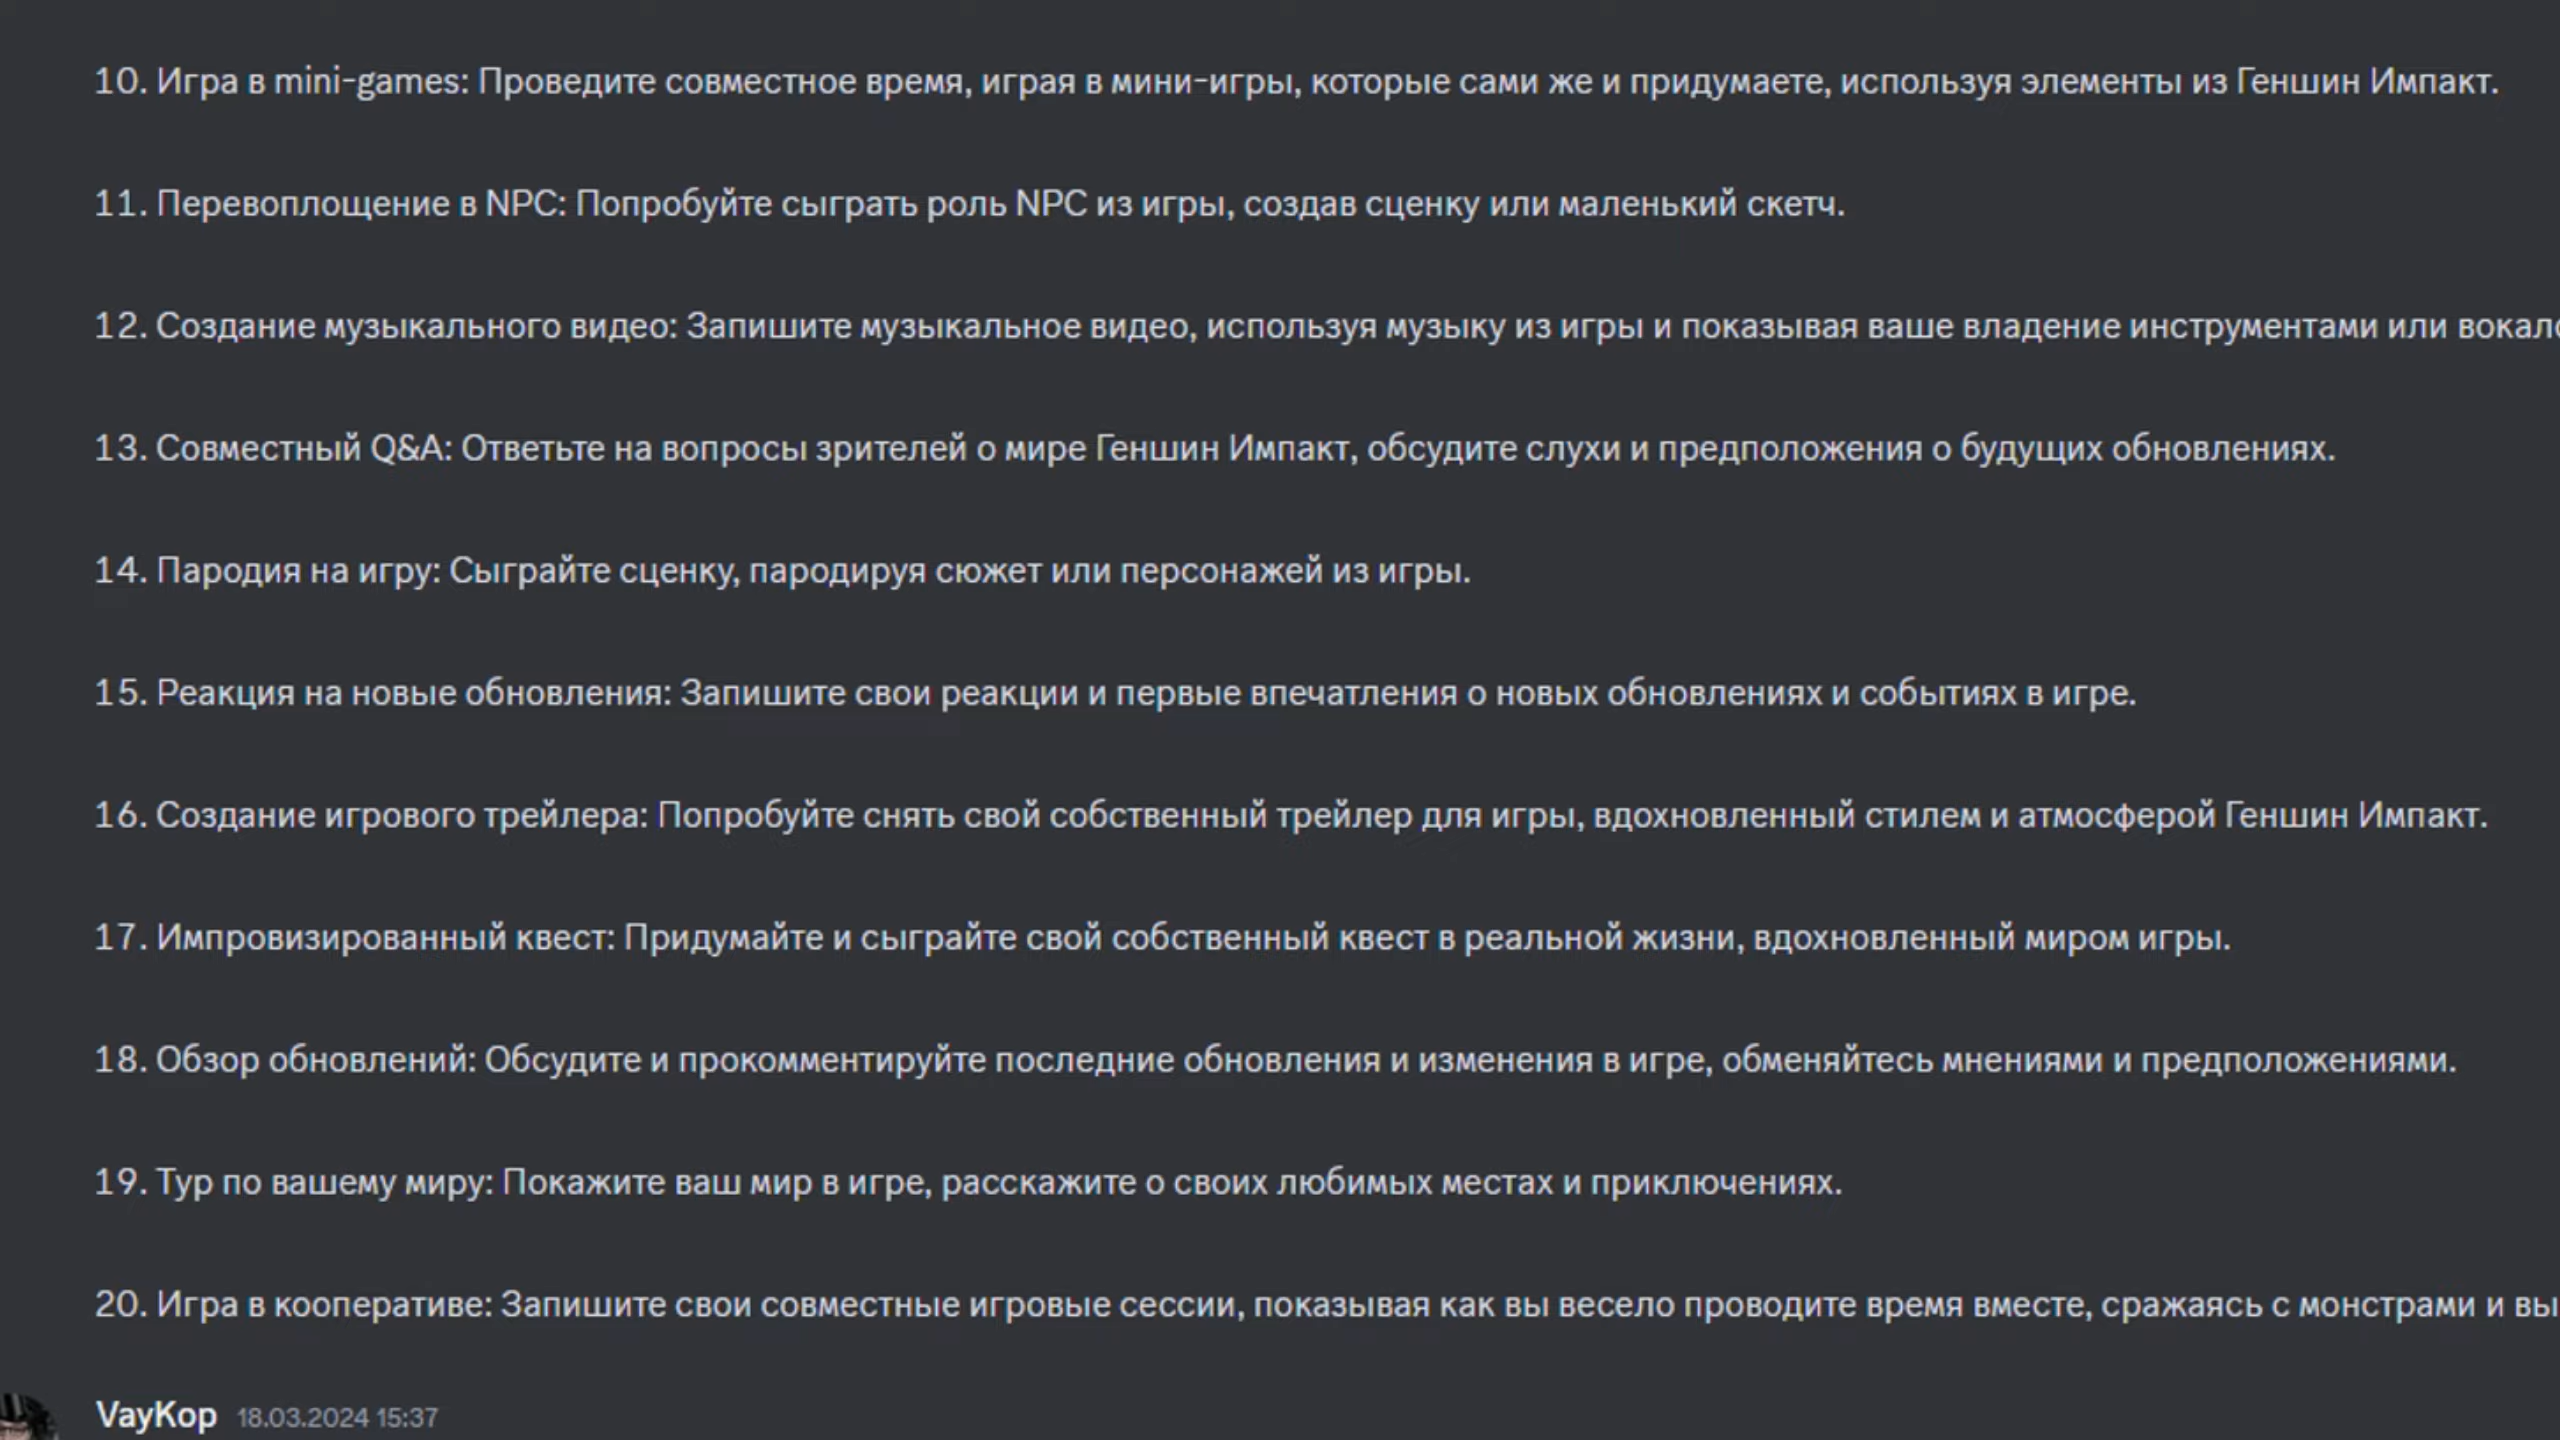 10. Игра в mini-games: Проведите совместное время, играя в мини-игры, которые сами же и придумаете, используя элементы из Геншин Импакт.
11. Перевоплощение в NPC: Попробуйте сыграть роль NPC из игры, создав сценку или маленький скетч.
12. Создание музыкального видео: Запишите музыкальное видео, используя музыку из игры и показывая ваше владение инструментами или
13. Совместный Q&A: Ответьте на вопросы зрителей о мире Геншин Импакт, обсудите слухи и предположения о будущих обновлениях.
14. Пародия на игру: Сыграйте сценку, пародируя сюжет или персонажей из игры.
15. Реакция на новые обновления: Запишите свои реакции и первые впечатления о новых обновлениях и событиях в игре.
16. Создание игрового трейлера: Попробуйте снять свой собственный трейлер для игры, вдохновленный стилем и атмосферой Геншин Импакт.
17. Импровизированный квест: Придумайте и сыграйте свой собственный квест в реальной жизни, вдохновленный миром игры.
18. Обзор обновлений: Обсудите и прокомментируйте последние обновления и изменения в игре, обменяйтесь мнениями и предположениями.
19. Тур по вашему миру: Покажите ваш мир в игре, расскажите о своих любимых местах и приключениях.
20. Игра в кооперативе: Запишите свои совместные игровые сессии, показывая как вы весело проводите время вместе, сражаясь с монстрами и
VayKop 18.03.2024 15:37